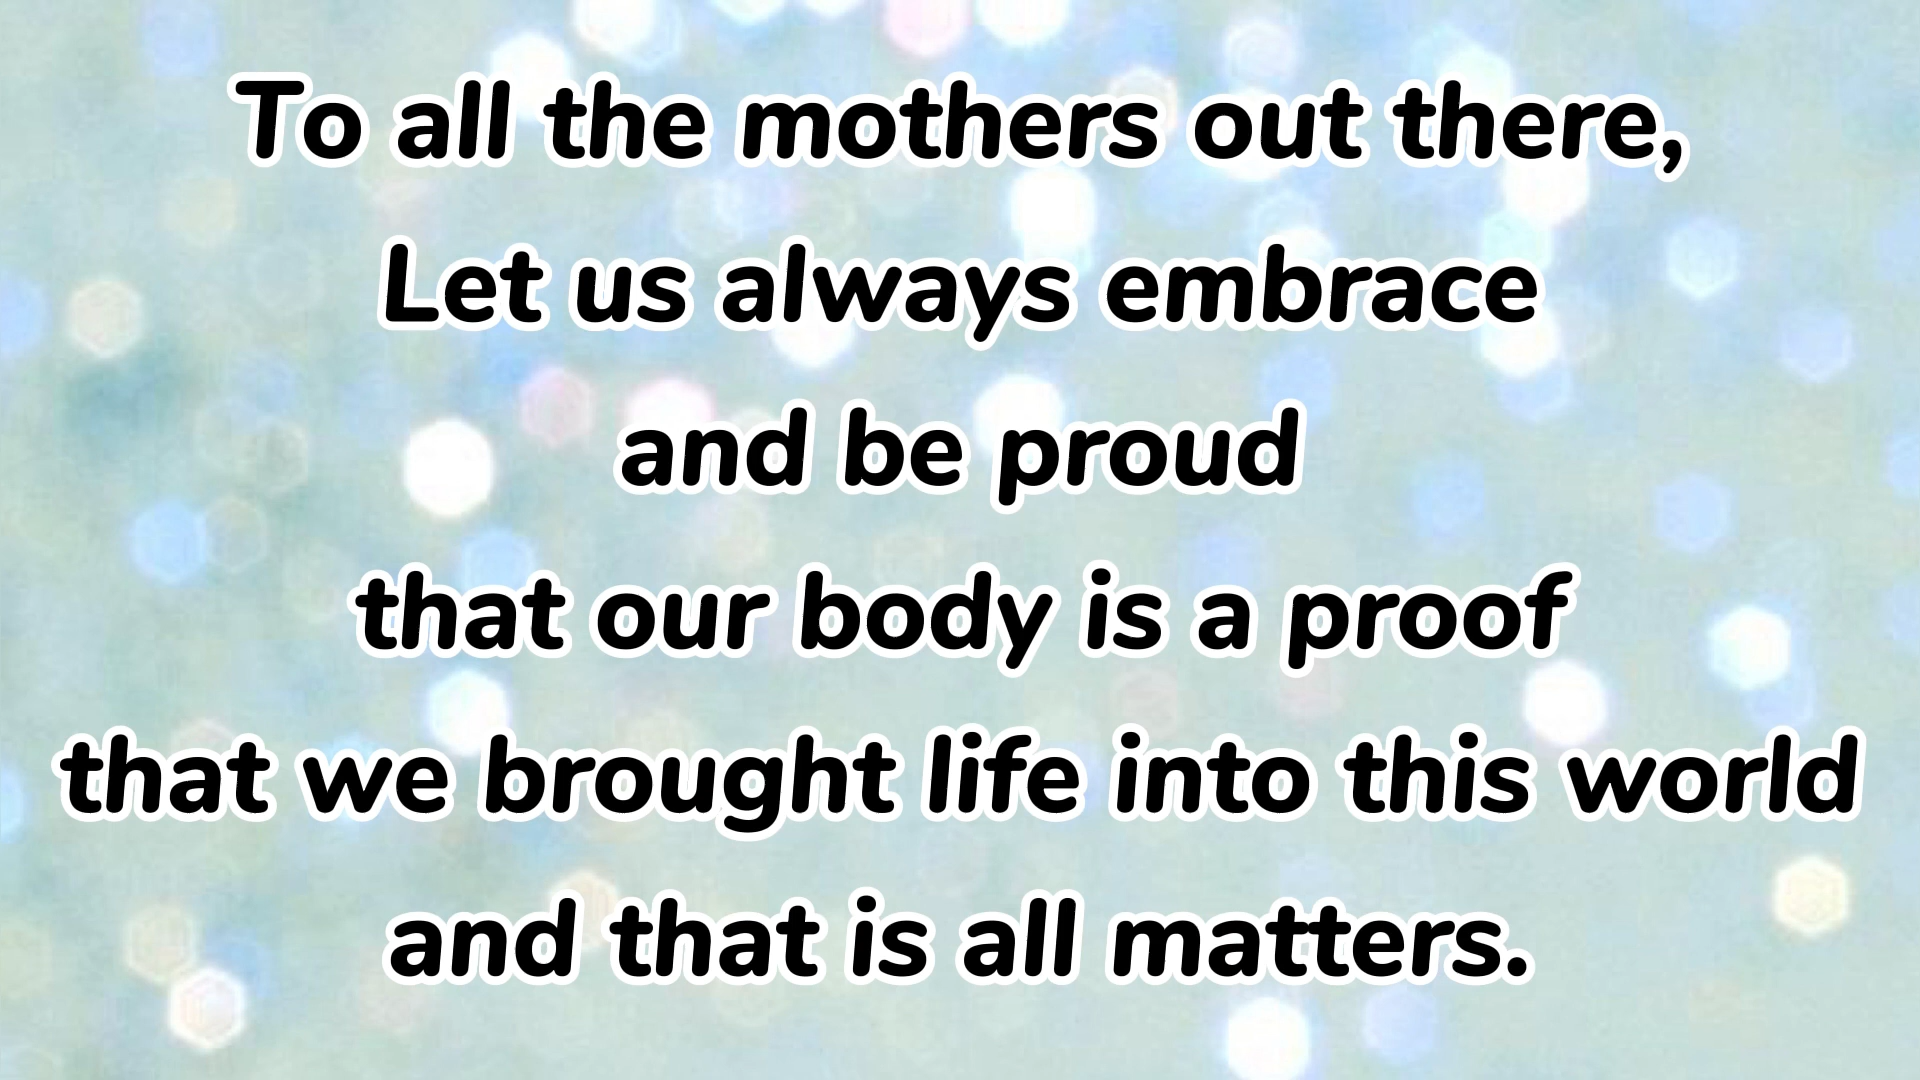 To all the mothers out there,
Let us always embrace
and be proud
that our body is a proof
that we brought life into this world
and that is all matters.